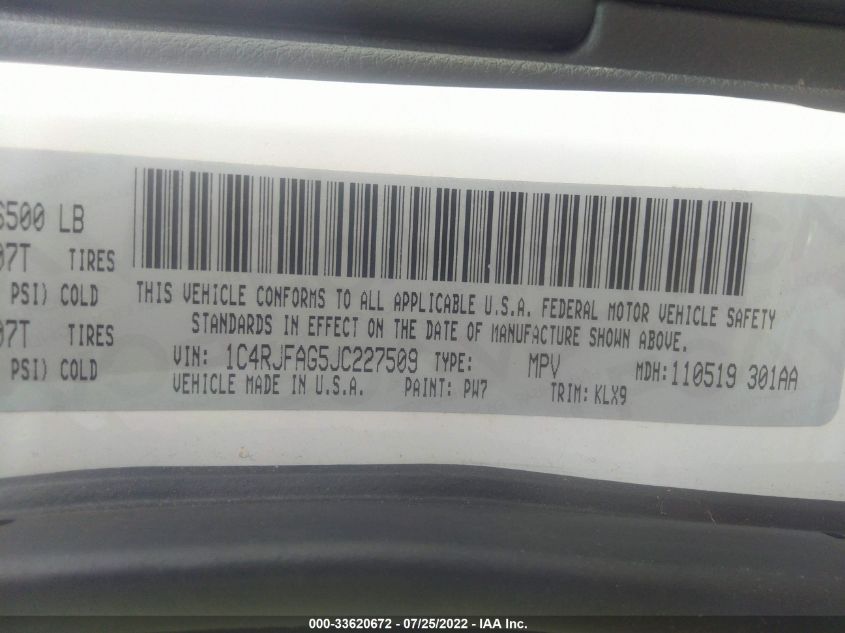 500 LB
07T TIRES
PSI) COLD
07T TIRES
PSI) COLD
THIS VEHICLE CONFORMS TO ALL APPLICABLE U.S.A. FEDERAL MOTOR VEHICLE SAFETY
STANDARDS IN EFFECT ON THE DATE OF MANUFACTURE SHOWN ABOVE.
VIN: 1C4RJFAG5JC227509 TYPE: MPV MDH: 110519 301AA
VEHICLE MADE IN U.S.A. PAINT: PW7 TRIM: KLX9
000-33620672 - 07/25/2022 - IAA Inc.